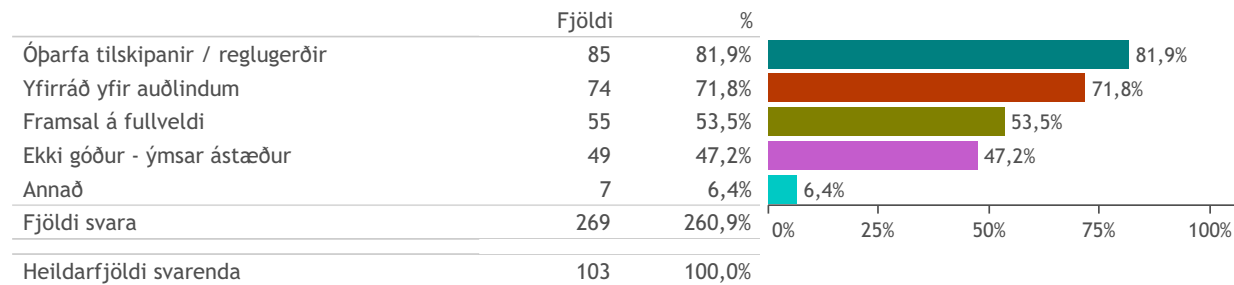 Fjöldi %
Óþarfa tilskipanir / reglugerðir 85 81,9% 81,9%
Yfirráð yfir auðlindum 74 71,8% 71,8%
Framsal á fullveldi 55 53,5% 53,5%
Ekki góður - ýmsar ástæður 49 47,2% 47,2%
Annað 7 6,4% 6,4%
Fjöldi svara 269 260,9%
0% 25% 50% 75% 100%
Heildarfjöldi svarenda 103 100,0%